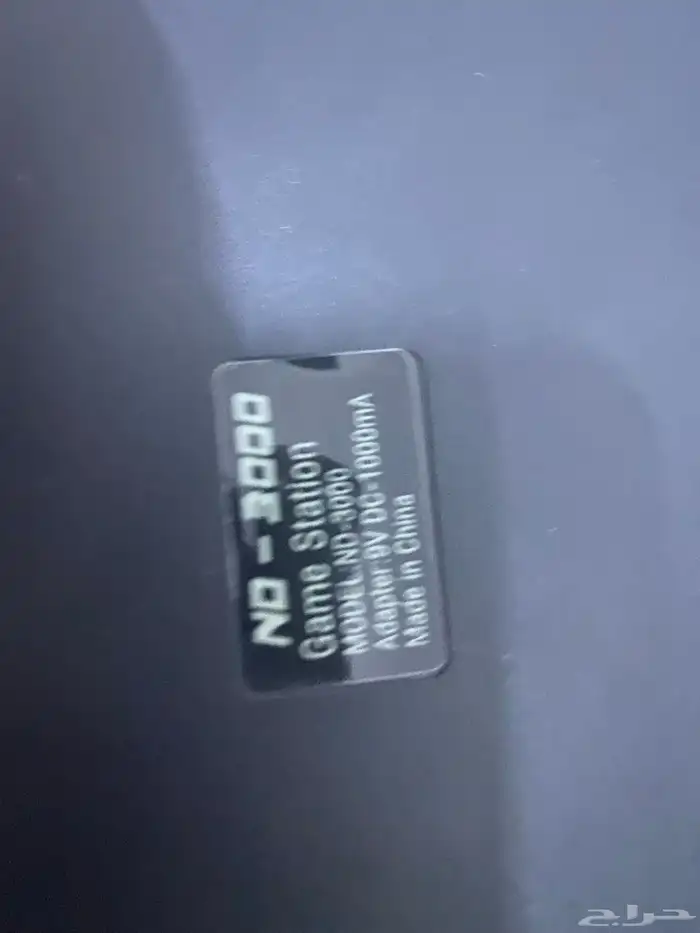 ND - 3000
Game Station
MODEL:ND-3000
Adapter:9V DC-1000mA
Made in China
حراج